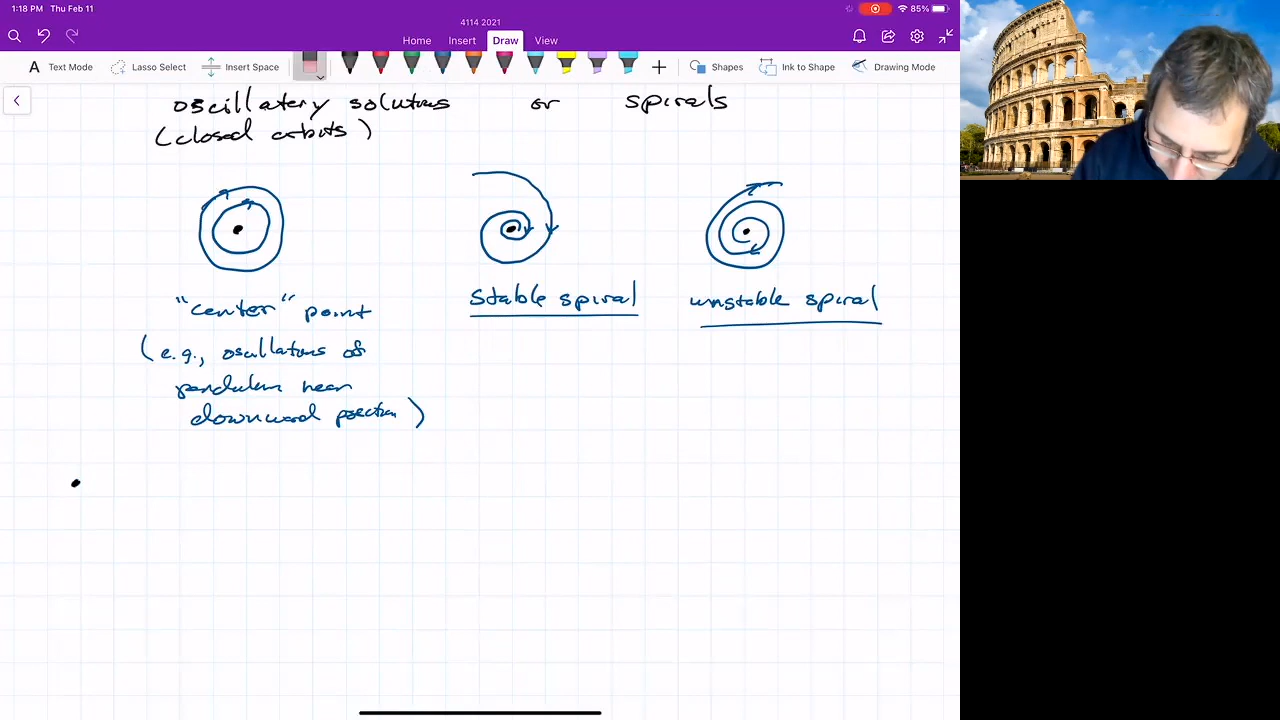 1:18 PM Thu Feb 11
85%
4114 2021
Home Insert Draw View
Text Mode Lasso Select Insert Space Shapes Ink to Shape Drawing Mode
oscillatory solutions or spirals
(closed orbits)
"center" point
stable spiral
unstable spiral
(e.g., oscillations of
pendulum near
downward position)